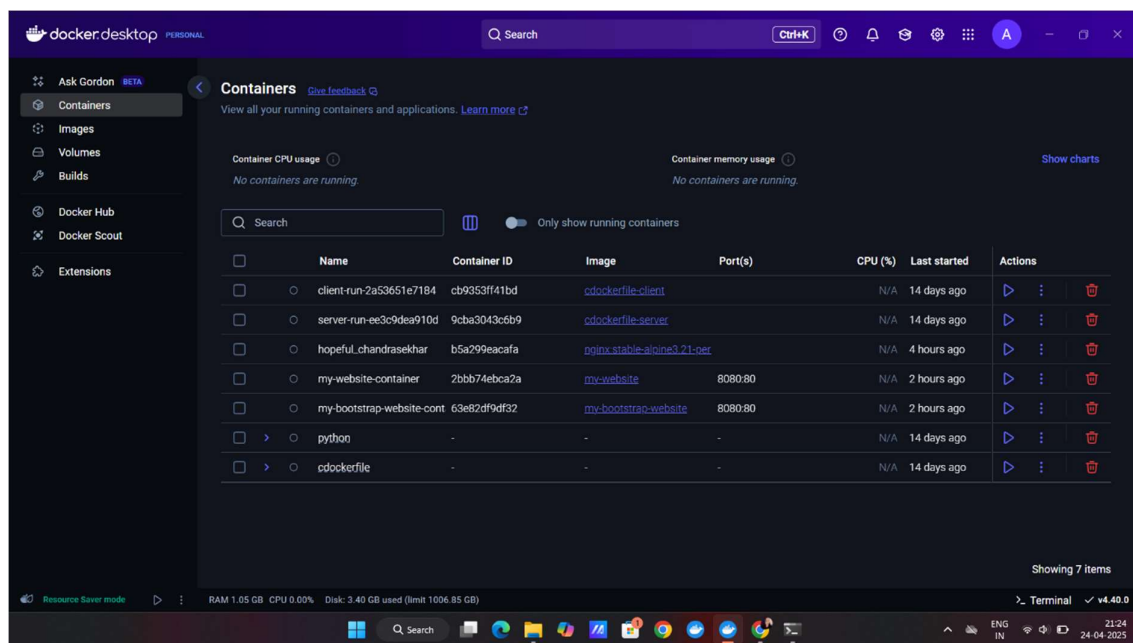 docker.desktop PERSONAL
Search
Ctrl+K
A
Ask Gordon BETA
Containers
Images
Volumes
Builds
Docker Hub
Docker Scout
Extensions
Containers Give feedback
View all your running containers and applications. Learn more
Container CPU usage
No containers are running.
Container memory usage
No containers are running.
Show charts
Search
Only show running containers
Name Container ID Image Port(s) CPU (%) Last started Actions
client-run-2a53651e7184 cb9353ff41bd cdockerfile-client N/A 14 days ago
server-run-ee3c9dea910d 9cba3043c6b9 cdockerfile-server N/A 14 days ago
hopeful_chandrasekhar b5a299eacafa nginx:stable-alpine3.21-per N/A 4 hours ago
my-website-container 2bbb74ebca2a my-website 8080:80 N/A 2 hours ago
my-bootstrap-website-cont 63e82df9df32 my-bootstrap-website 8080:80 N/A 2 hours ago
python - - - N/A 14 days ago
cdockerfile - - - N/A 14 days ago
Showing 7 items
Resource Saver mode
RAM 1.05 GB CPU 0.00% Disk: 3.40 GB used (limit 1006.85 GB)
Terminal v4.40.0
Search
ENG
IN
21:24
24-04-2023